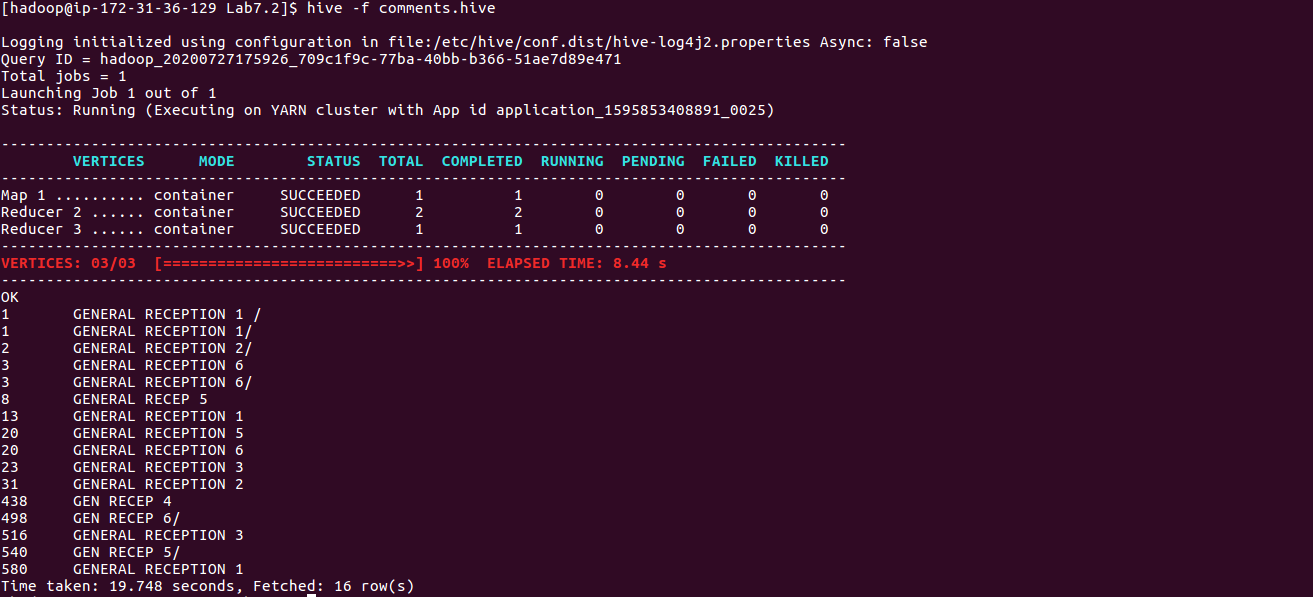 [hadoop@ip-172-31-36-129 Lab7.2]$ hive -f comments.hive
Logging initialized using configuration in file:/etc/hive/conf.dist/hive-log4j2.properties Async: false
Query ID = hadoop_20200727175926_709c1f9c-77ba-40bb-b366-51ae7d89e471
Total jobs = 1
Launching Job 1 out of 1
Status: Running (Executing on YARN cluster with App id application_1595853408891_0025)
----------------------------------------------------------------------------------------------
VERTICES MODE STATUS TOTAL COMPLETED RUNNING PENDING FAILED KILLED
----------------------------------------------------------------------------------------------
Map 1 .......... container SUCCEEDED 1 1 0 0 0 0
Reducer 2 ...... container SUCCEEDED 2 2 0 0 0 0
Reducer 3 ...... container SUCCEEDED 1 1 0 0 0 0
----------------------------------------------------------------------------------------------
VERTICES: 03/03 [==========================>>] 100% ELAPSED TIME: 8.44 s
----------------------------------------------------------------------------------------------
OK
1 GENERAL RECEPTION 1 /
1 GENERAL RECEPTION 1/
2 GENERAL RECEPTION 2/
3 GENERAL RECEPTION 6
3 GENERAL RECEPTION 6/
8 GENERAL RECEP 5
13 GENERAL RECEPTION 1
20 GENERAL RECEPTION 5
20 GENERAL RECEPTION 6
23 GENERAL RECEPTION 3
31 GENERAL RECEPTION 2
438 GEN RECEP 4
498 GEN RECEP 6/
516 GENERAL RECEPTION 3
540 GEN RECEP 5/
580 GENERAL RECEPTION 1
Time taken: 19.748 seconds, Fetched: 16 row(s)